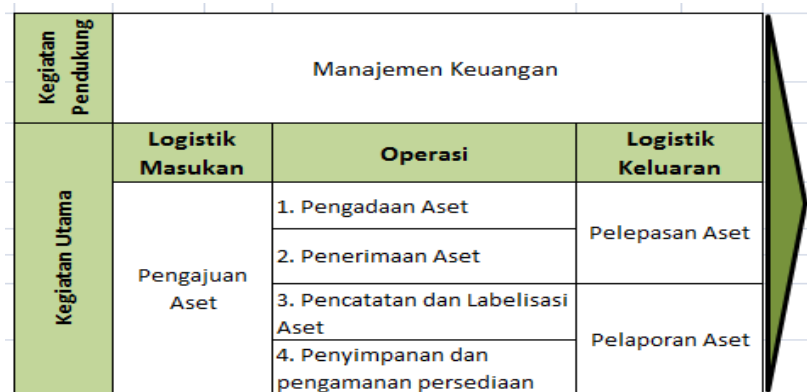 Kegiatan
Pendukung
Manajemen Keuangan
Kegiatan Utama
Logistik
Masukan
Operasi
Logistik
Keluaran
Pengajuan
Aset
1. Pengadaan Aset
2. Penerimaan Aset
3. Pencatatan dan Labelisasi
Aset
4. Penyimpanan dan
pengamanan persediaan
Pelepasan Aset
Pelaporan Aset